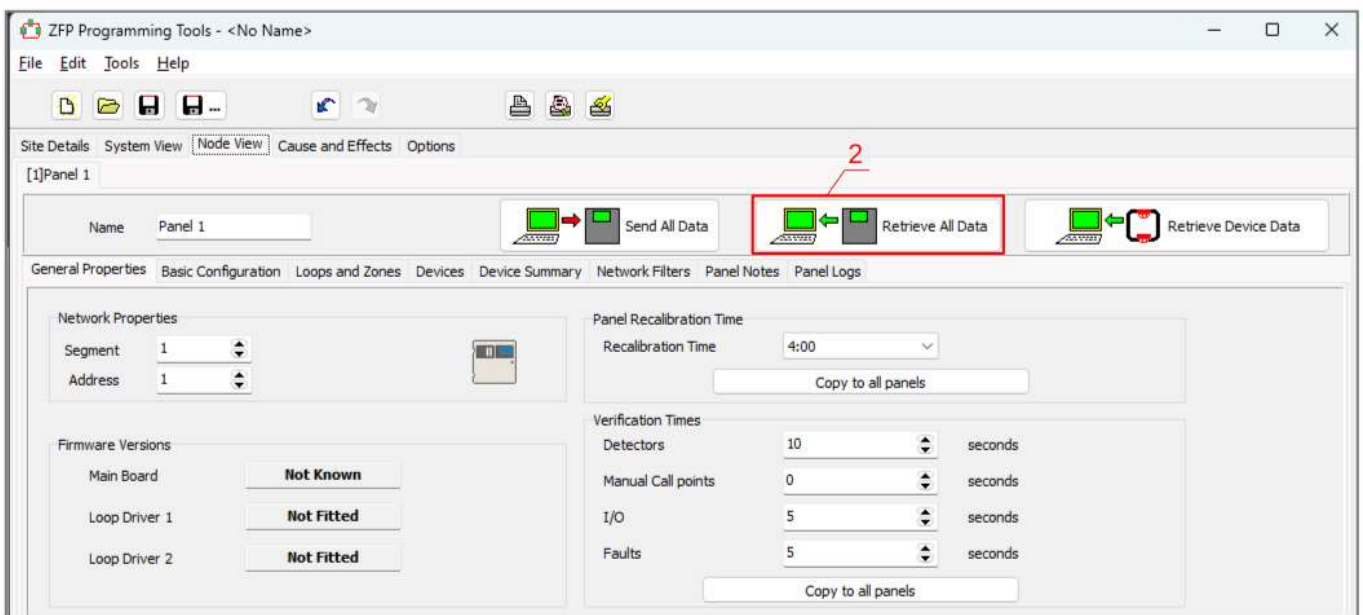 ZFP Programming Tools - <No Name>
File Edit Tools Help
...
Site Details System View Node View Cause and Effects Options
2
[1]Panel 1
Name Panel 1 Send All Data Retrieve All Data Retrieve Device Data
General Properties Basic Configuration Loops and Zones Devices Device Summary Network Filters Panel Notes Panel Logs
Network Properties Panel Recalibration Time
Segment 1 Recalibration Time 4:00
Address 1 Copy to all panels
Verification Times
Firmware Versions Detectors 10 seconds
Main Board Not Known Manual Call points 0 seconds
Loop Driver 1 Not Fitted I/O 5 seconds
Loop Driver 2 Not Fitted Faults 5 seconds
Copy to all panels